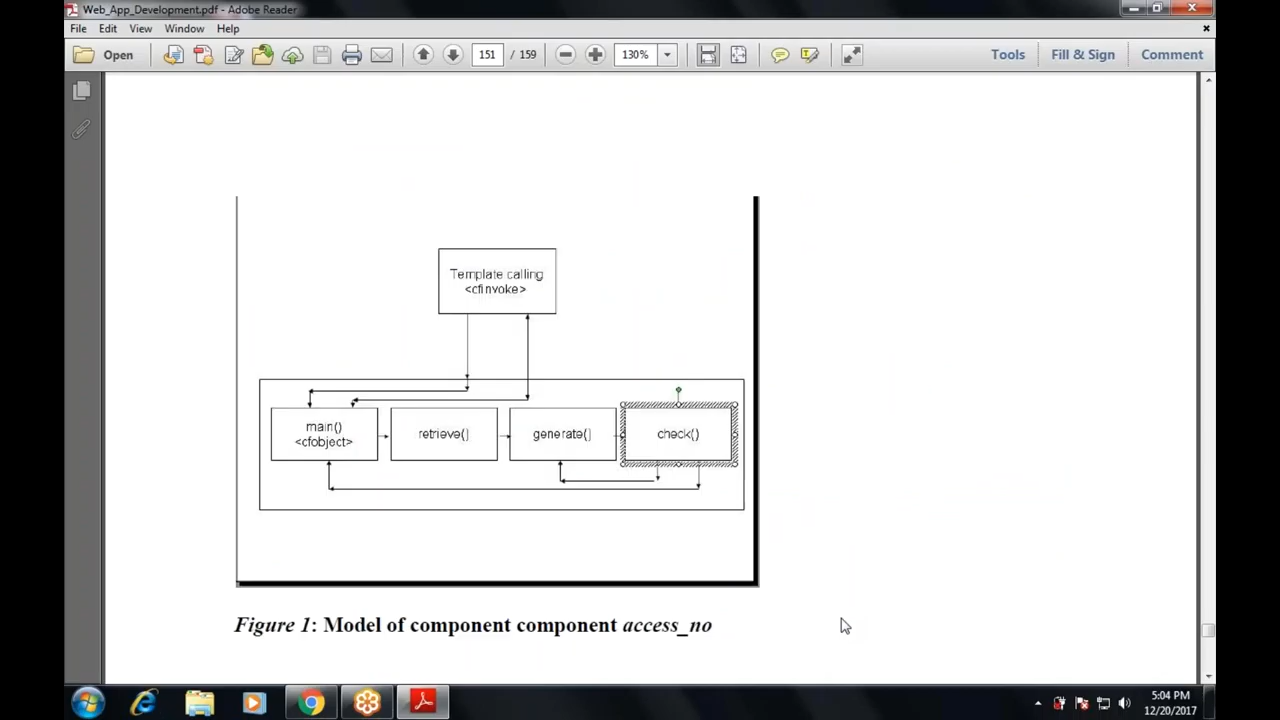 Web_App_Development.pdf - Adobe Reader
File Edit View Window Help
Open 151 / 159 130% Tools Fill & Sign Comment
Template calling
<cfinvoke>
main()
<cfobject>
retrieve()
generate()
check()
Figure 1: Model of component component access_no
5:04 PM
12/20/2017